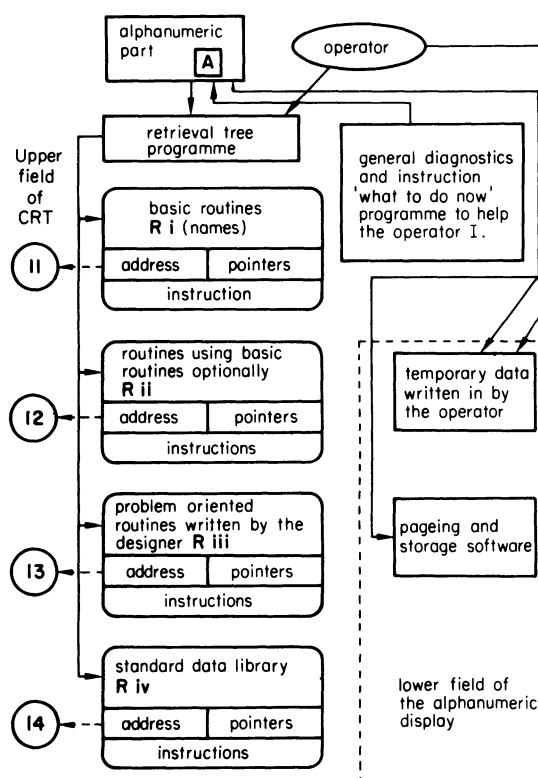 alphanumeric
part
A
operator
retrieval tree
programme
Upper
field
of
CRT
general diagnostics
and instruction
'what to do now'
programme to help
the operator I.
basic routines
R i (names)
address pointers
instruction
11
routines using basic
routines optionally
R ii
address pointers
instructions
12
temporary data
written in by
the operator
problem oriented
routines written by the
designer R iii
address pointers
instructions
13
pageing and
storage software
standard data library
R iv
address pointers
instructions
14
lower field of
the alphanumeric
display